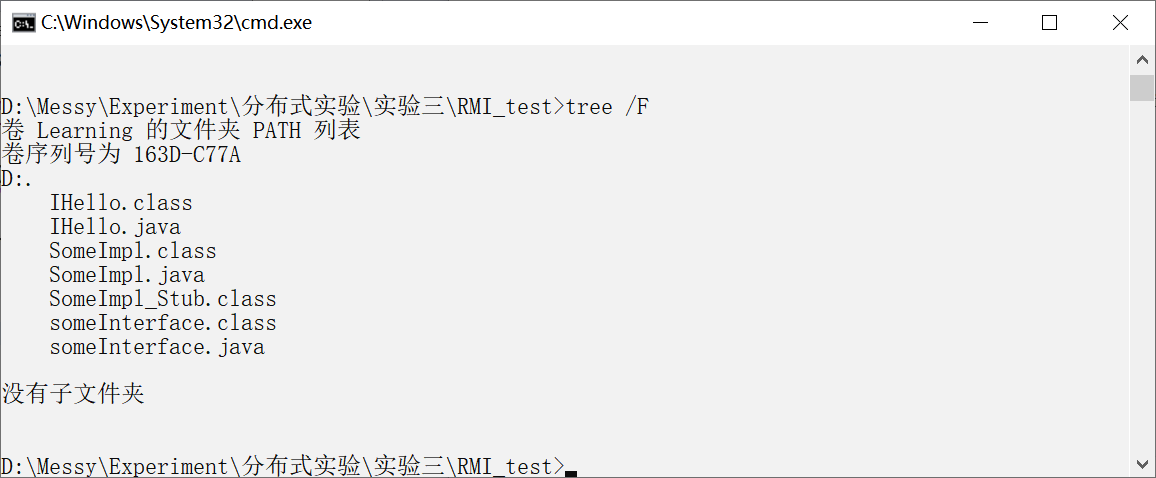 C:\Windows\System32\cmd.exe
D:\Messy\Experiment\分布式实验\实验三\RMI_test>tree /F
卷 Learning 的文件夹 PATH 列表
卷序列号为 163D-C77A
D:.
    IHello.class
    IHello.java
    SomeImpl.class
    SomeImpl.java
    SomeImpl_Stub.class
    someInterface.class
    someInterface.java
没有子文件夹
D:\Messy\Experiment\分布式实验\实验三\RMI_test>